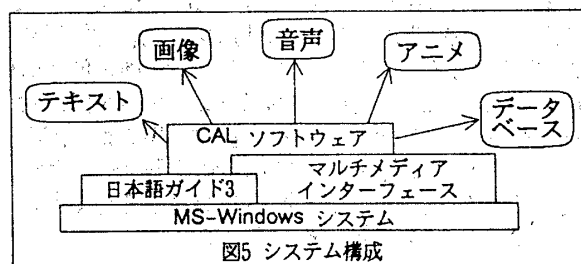 画像
音声
アニメ
テキスト
データ
ベース
CAL ソフトウェア
マルチメディア
インターフェース
日本語ガイド3
MS-Windows システム
図5 システム構成